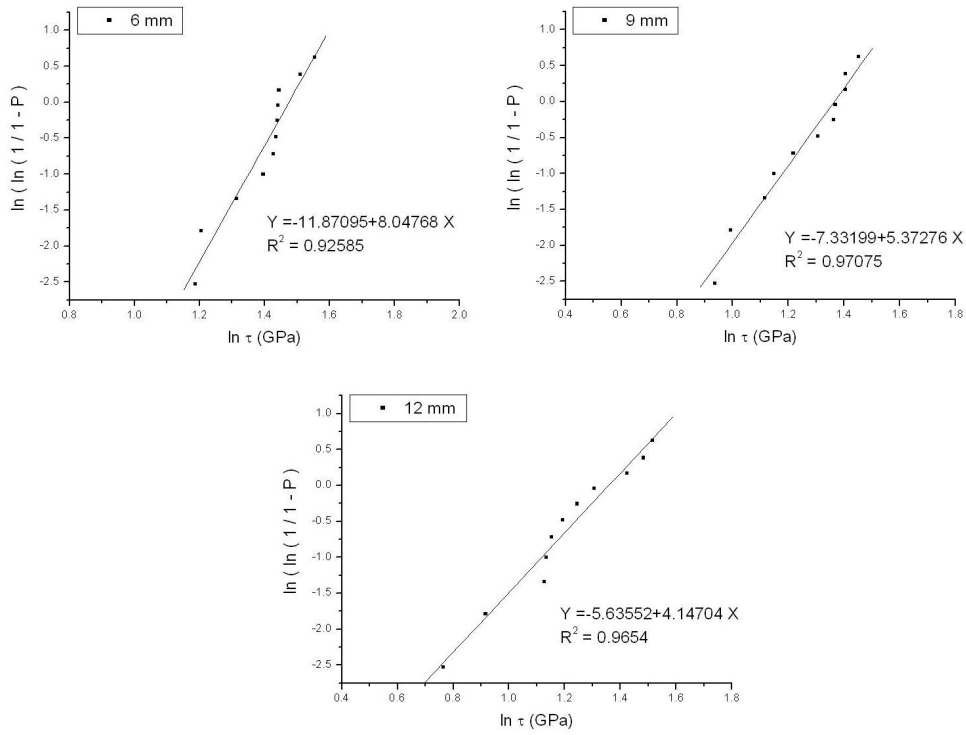 6 mm
1.0
0.5
0.0
-0.5
-1.0
-1.5
-2.0
-2.5
ln ( ln ( 1 / 1 - P )
Y =-11.87095+8.04768 X
R² = 0.92585
0.8 1.0 1.2 1.4 1.6 1.8 2.0
ln τ (GPa)
9 mm
1.0
0.5
0.0
-0.5
-1.0
-1.5
-2.0
-2.5
ln ( ln ( 1 / 1 - P )
Y =-7.33199+5.37276 X
R² = 0.97075
0.4 0.6 0.8 1.0 1.2 1.4 1.6 1.8
ln τ (GPa)
12 mm
1.0
0.5
0.0
-0.5
-1.0
-1.5
-2.0
-2.5
ln ( ln ( 1 / 1 - P )
Y =-5.63552+4.14704 X
R² = 0.9654
0.4 0.6 0.8 1.0 1.2 1.4 1.6 1.8
ln τ (GPa)